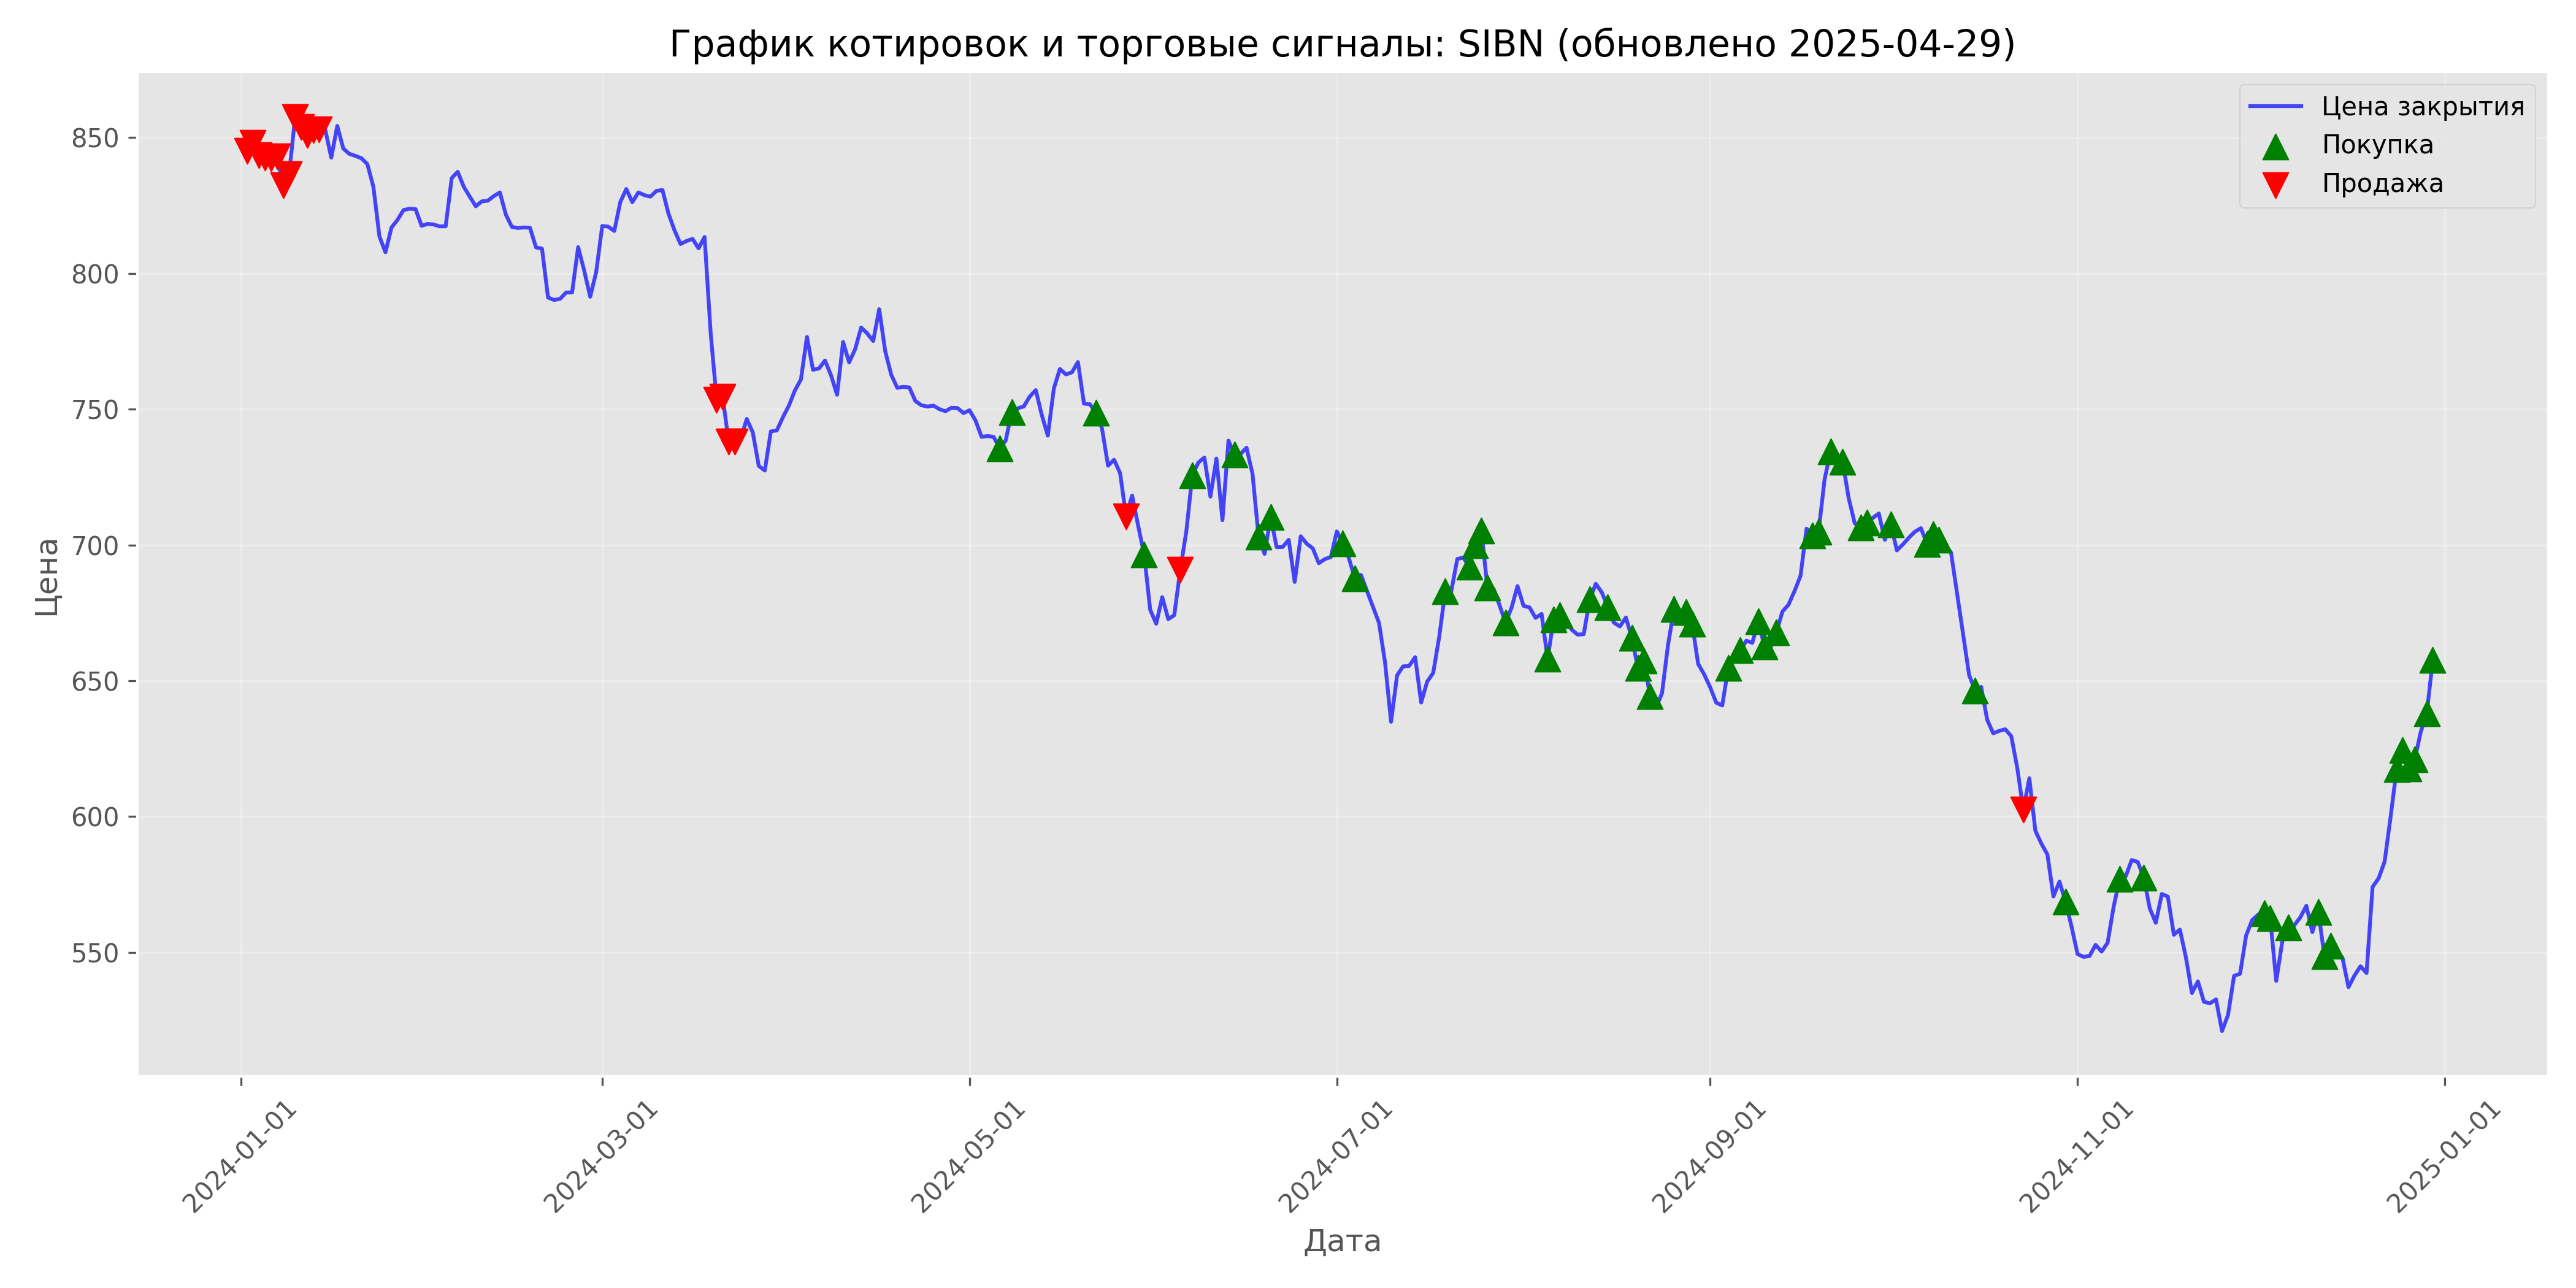 График котировок и торговые сигналы: SIBN (обновлено 2025-04-29)
Цена закрытия
Покупка
Продажа
850
800
750
700
650
600
550
Цена
2024-01-01
2024-03-01
2024-05-01
2024-07-01
2024-09-01
2024-11-01
2025-01-01
Дата